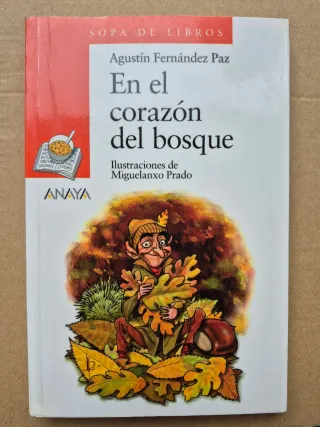 SOPA DE LIBROS
Agustín Fernández Paz
En el
corazón
del bosque
Ilustraciones de
Miguelanxo Prado
ANAYA